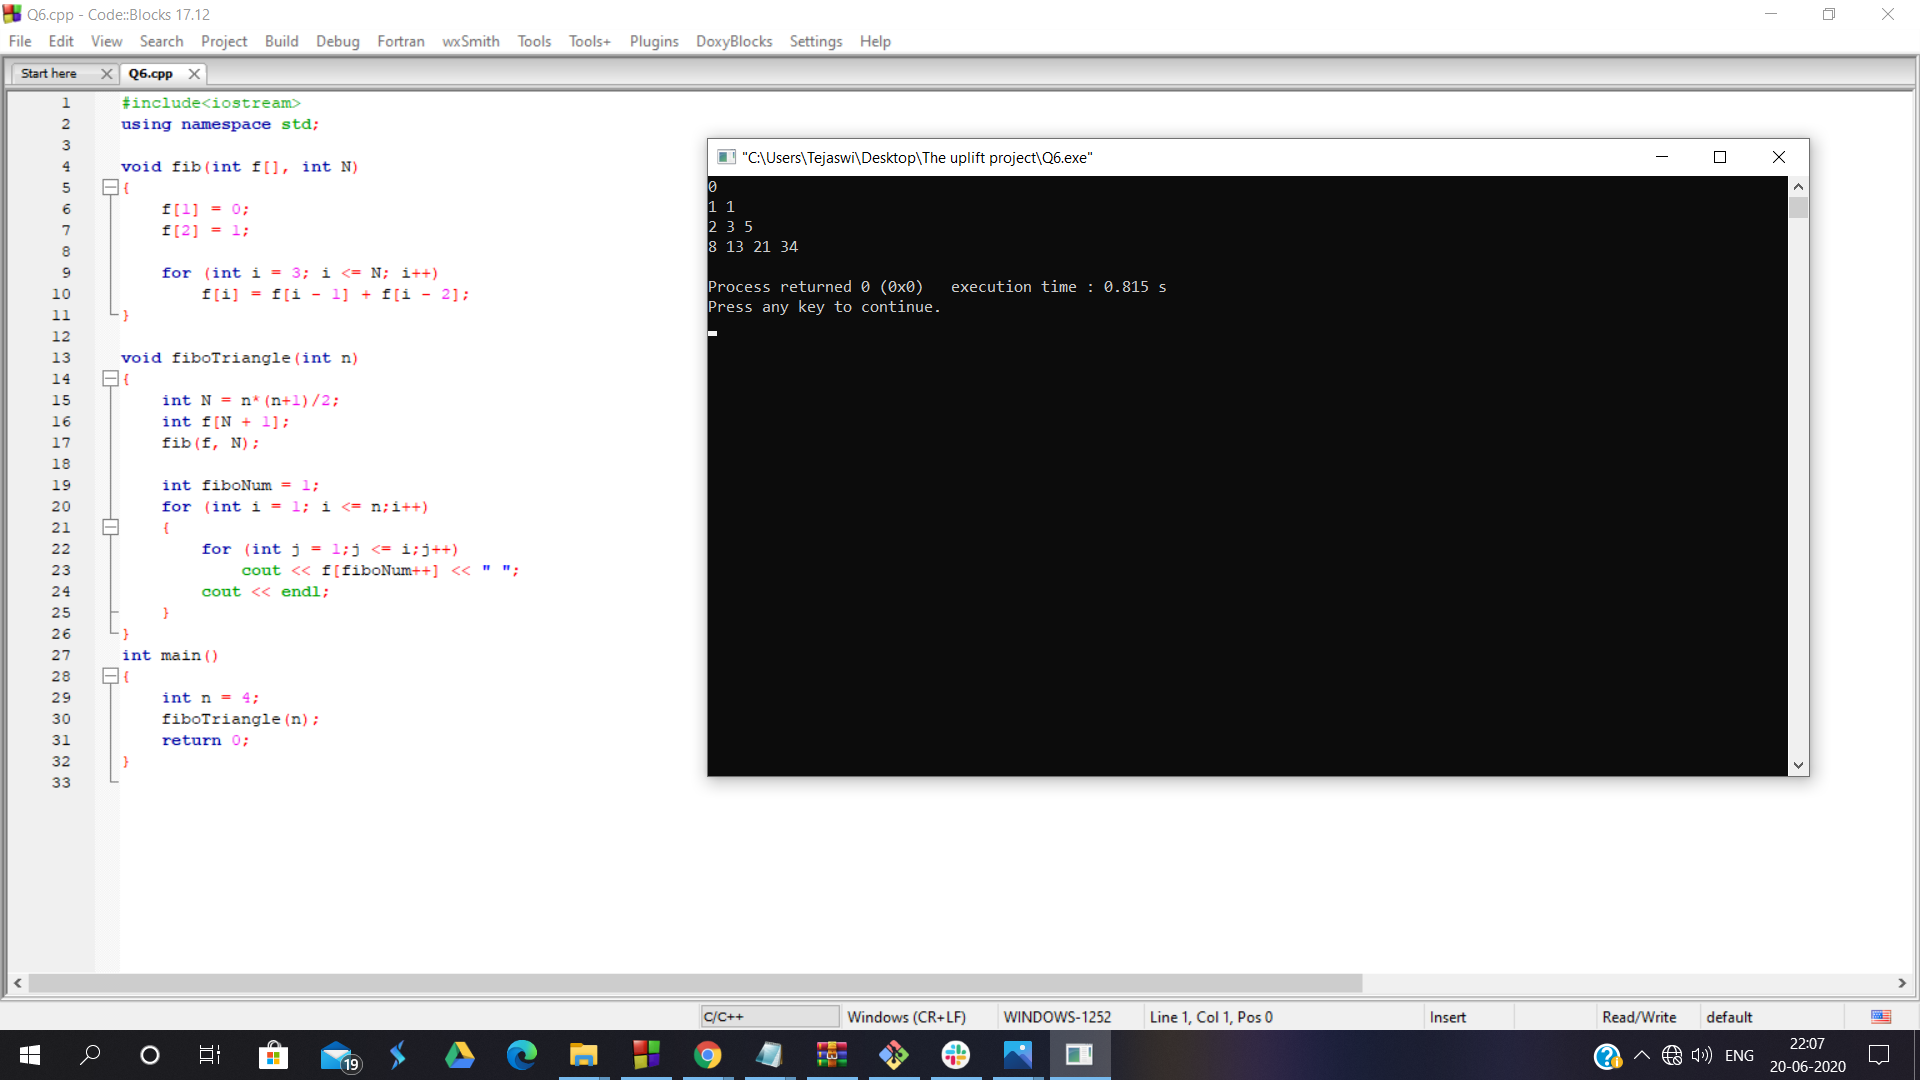 Q6.cpp - Code::Blocks 17.12
File Edit View Search Project Build Debug Fortran wxSmith Tools Tools+ Plugins DoxyBlocks Settings Help
Start here Q6.cpp
1 #include<iostream>
2 using namespace std;
3
4 void fib(int f[], int N)
5 {
6     f[1] = 0;
7     f[2] = 1;
8
9     for (int i = 3; i <= N; i++)
10         f[i] = f[i - 1] + f[i - 2];
11 }
12
13 void fiboTriangle(int n)
14 {
15     int N = n*(n+1)/2;
16     int f[N + 1];
17     fib(f, N);
18
19     int fiboNum = 1;
20     for (int i = 1; i <= n;i++)
21     {
22         for (int j = 1;j <= i;j++)
23             cout << f[fiboNum++] << " ";
24         cout << endl;
25     }
26 }
27 int main()
28 {
29     int n = 4;
30     fiboTriangle(n);
31     return 0;
32 }
33
"C:\Users\Tejaswi\Desktop\The uplift project\Q6.exe"
0
1 1
2 3 5
8 13 21 34
Process returned 0 (0x0)   execution time : 0.815 s
Press any key to continue.
C/C++ Windows (CR+LF) WINDOWS-1252 Line 1, Col 1, Pos 0 Insert Read/Write default
19
ENG
22:07
20-06-2020